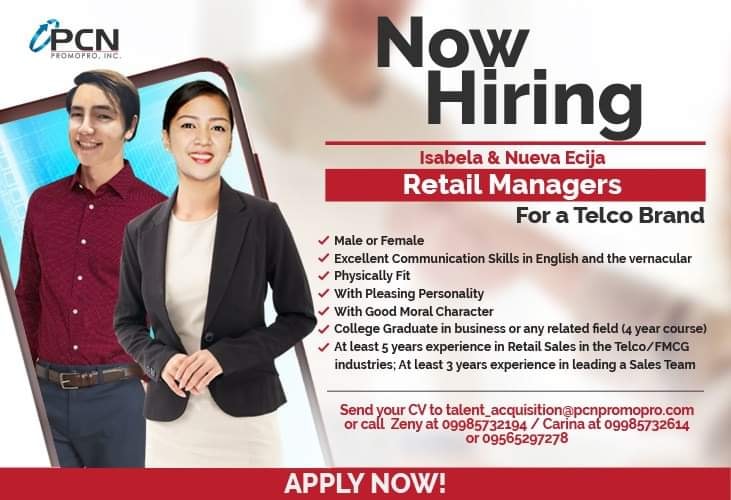 PCN
PROMOPRO, INC.
Now
Hiring
Isabela & Nueva Ecija
Retail Managers
For a Telco Brand
Male or Female
Excellent Communication Skills in English and the vernacular
Physically Fit
With Pleasing Personality
With Good Moral Character
College Graduate in business or any related field (4 year course)
At least 5 years experience in Retail Sales in the Telco/FMCG
industries; At least 3 years experience in leading a Sales Team
Send your CV to talent_acquisition@pcnpromopro.com
or call Zeny at 09985732194 / Carina at 09985732614
or 09565297278
APPLY NOW!